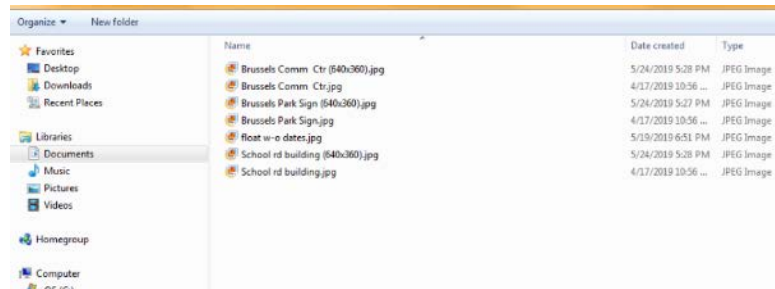 Organize ▾ New folder
Favorites
Desktop
Downloads
Recent Places
Libraries
Documents
Music
Pictures
Videos
Homegroup
Computer
Name Date created Type
Brussels Comm Ctr (640x360).jpg 5/24/2019 5:28 PM JPEG Image
Brussels Comm Ctr.jpg 4/17/2019 10:56 ... JPEG Image
Brussels Park Sign (640x360).jpg 5/24/2019 5:27 PM JPEG Image
Brussels Park Sign.jpg 4/17/2019 10:56 ... JPEG Image
float w-o dates.jpg 5/19/2019 6:51 PM JPEG Image
School rd building (640x360).jpg 5/24/2019 5:28 PM JPEG Image
School rd building.jpg 4/17/2019 10:56 ... JPEG Image